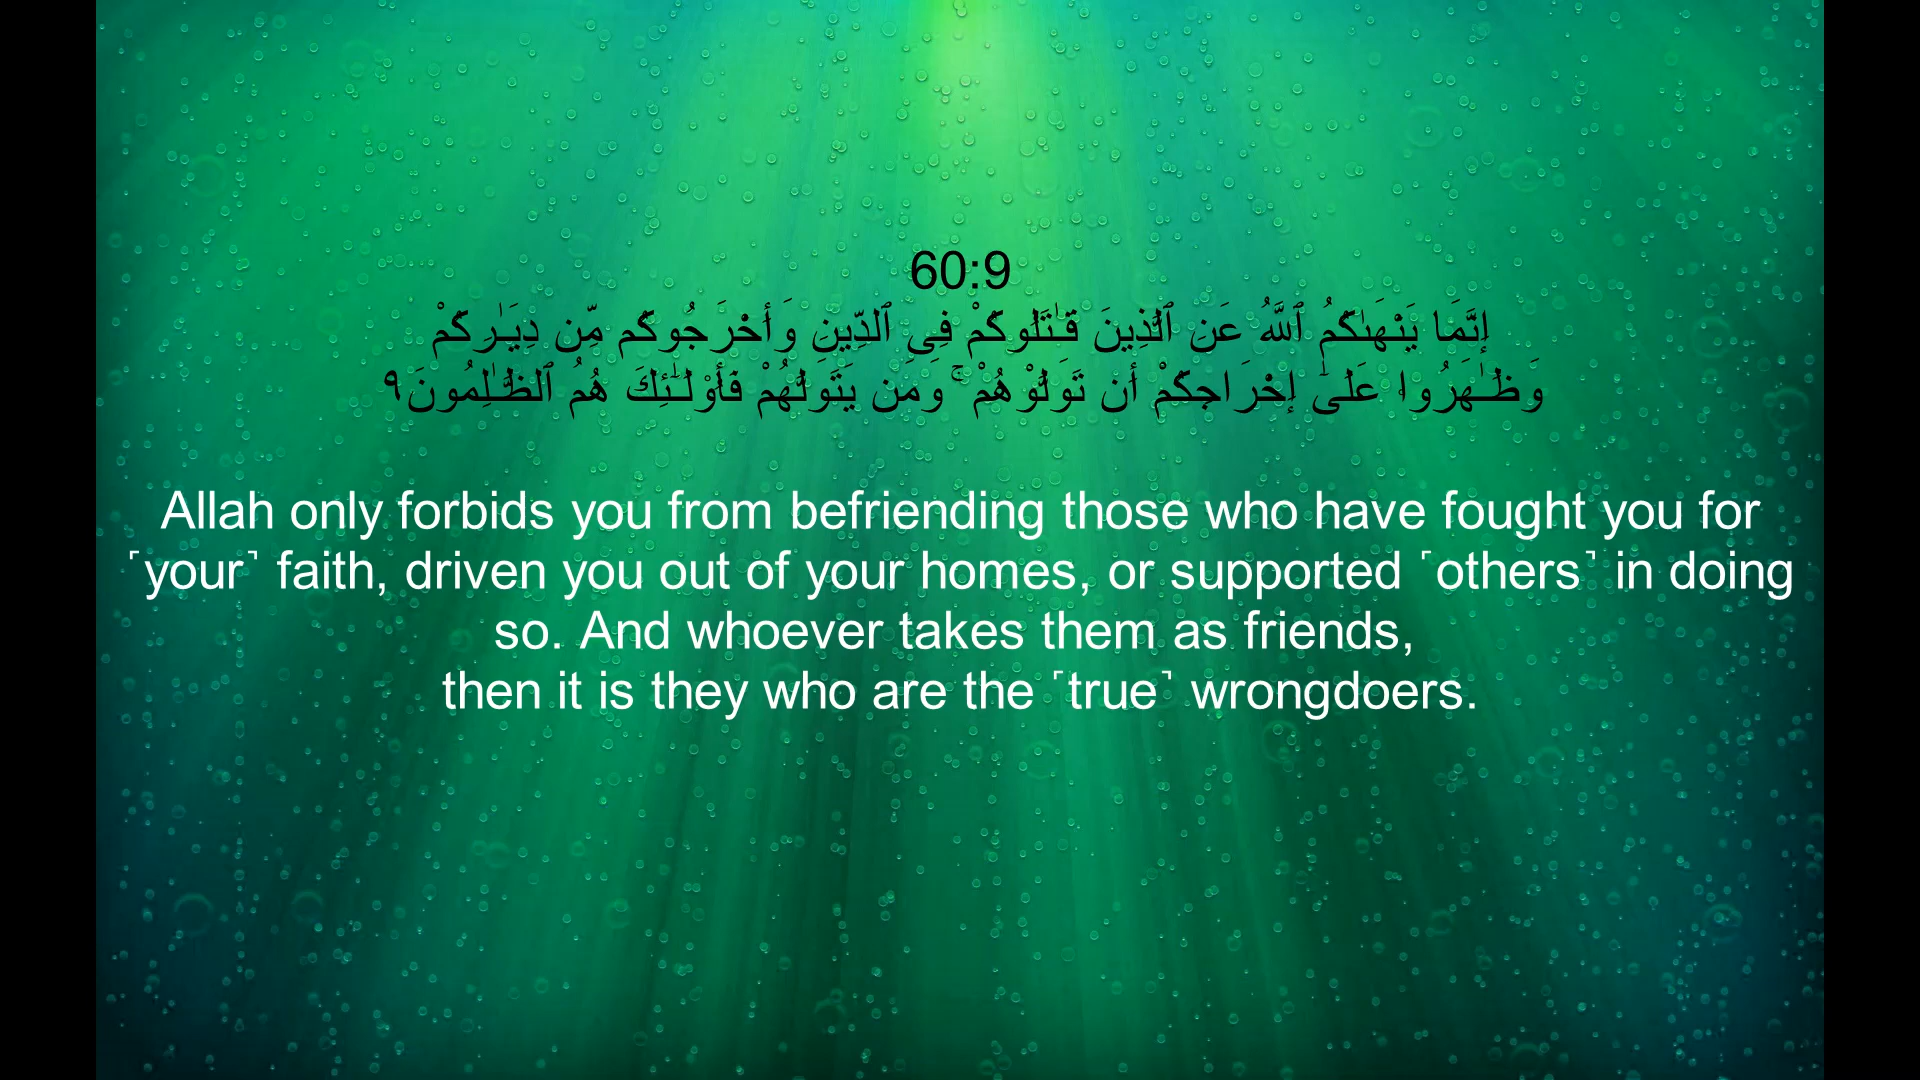 60:9
إِنَّمَا يَنْهَىٰكُمُ ٱللَّهُ عَنِ ٱلَّذِينَ قَـٰتَلُوكُمْ فِى ٱلدِّينِ وَأَخْرَجُوكُم مِّن دِيَـٰرِكُمْ
وَظَـٰهَرُوا۟ عَلَىٰٓ إِخْرَاجِكُمْ أَن تَوَلَّوْهُمْ ۚ وَمَن يَتَوَلَّهُمْ فَأُو۟لَـٰٓئِكَ هُمُ ٱلظَّـٰلِمُونَ ٩
Allah only forbids you from befriending those who have fought you for
˹your˺ faith, driven you out of your homes, or supported ˹others˺ in doing
so. And whoever takes them as friends,
then it is they who are the ˹true˺ wrongdoers.